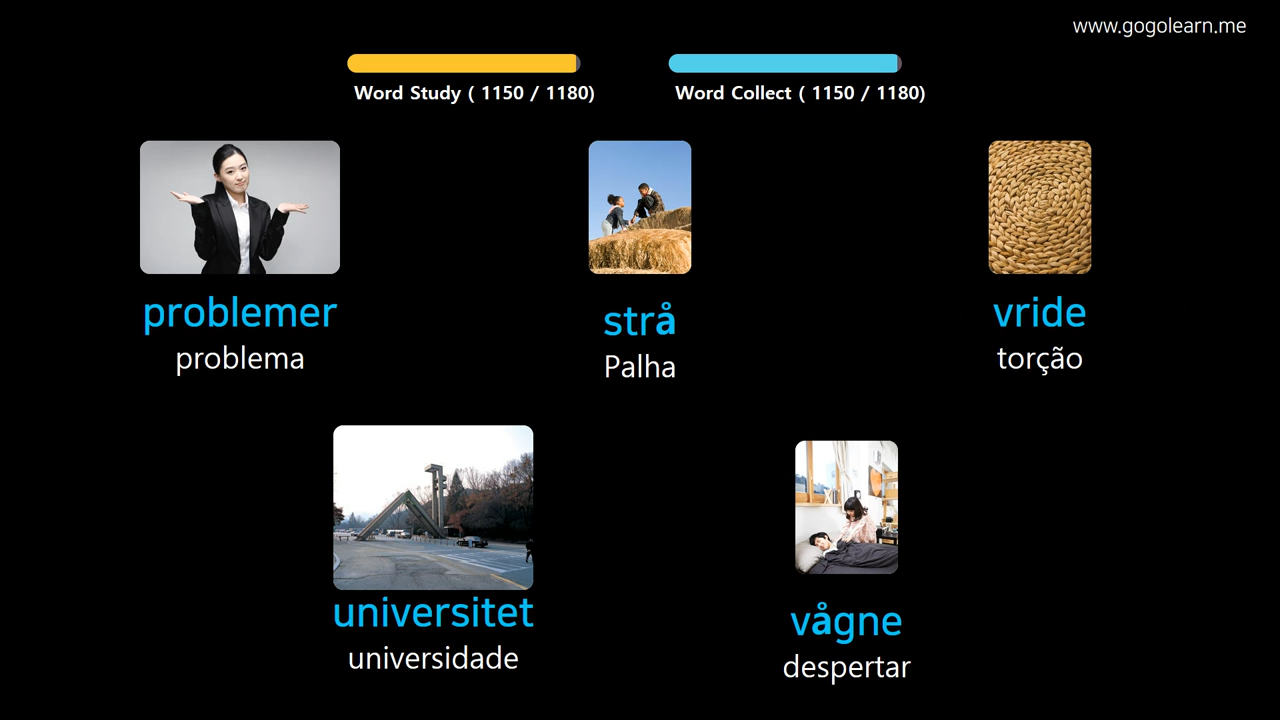 www.gogolearn.me
Word Study ( 1150 / 1180)
Word Collect ( 1150 / 1180)
problemer
problema
strå
Palha
vride
torção
universitet
universidade
vågne
despertar